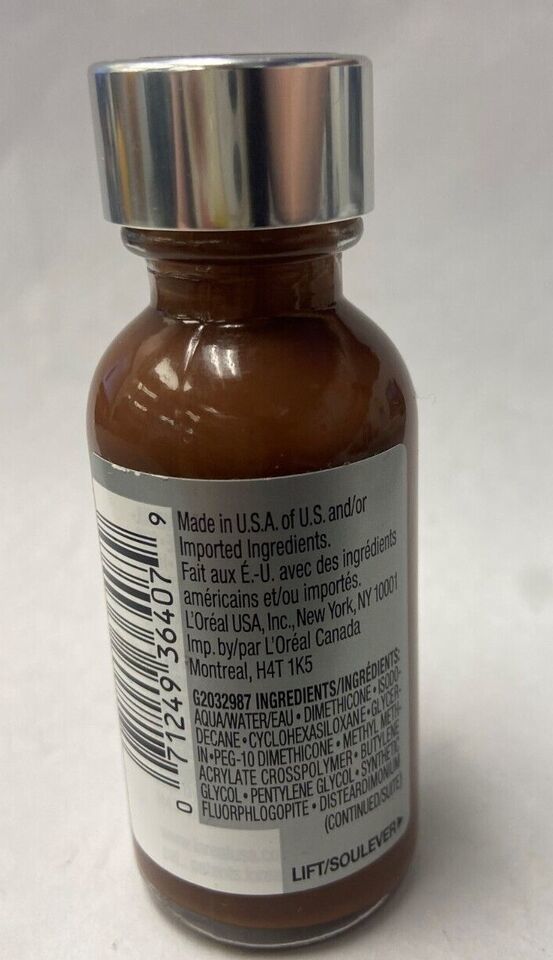 Made in U.S.A. of U.S. and/or
Imported Ingredients.
Fait aux É.-U. avec des ingrédients
américains et/ou importés.
L'Oréal USA, Inc., New York, NY 10001
Imp. by/par L'Oréal Canada
Montreal, H4T 1K5
G2032987 INGREDIENTS/INGRÉDIENTS:
AQUA/WATER/EAU • DIMETHICONE • ISODO-
DECANE • CYCLOHEXASILOXANE • GLYCER-
IN • PEG-10 DIMETHICONE • METHYL METH-
ACRYLATE CROSSPOLYMER • BUTYLENE
GLYCOL • PENTYLENE GLYCOL • SYNTHETIC
FLUORPHLOGOPITE • DISTEARDIMONIUM
(CONTINUED/SUITE)
LIFT/SOULEVER
0 71249 36407 9